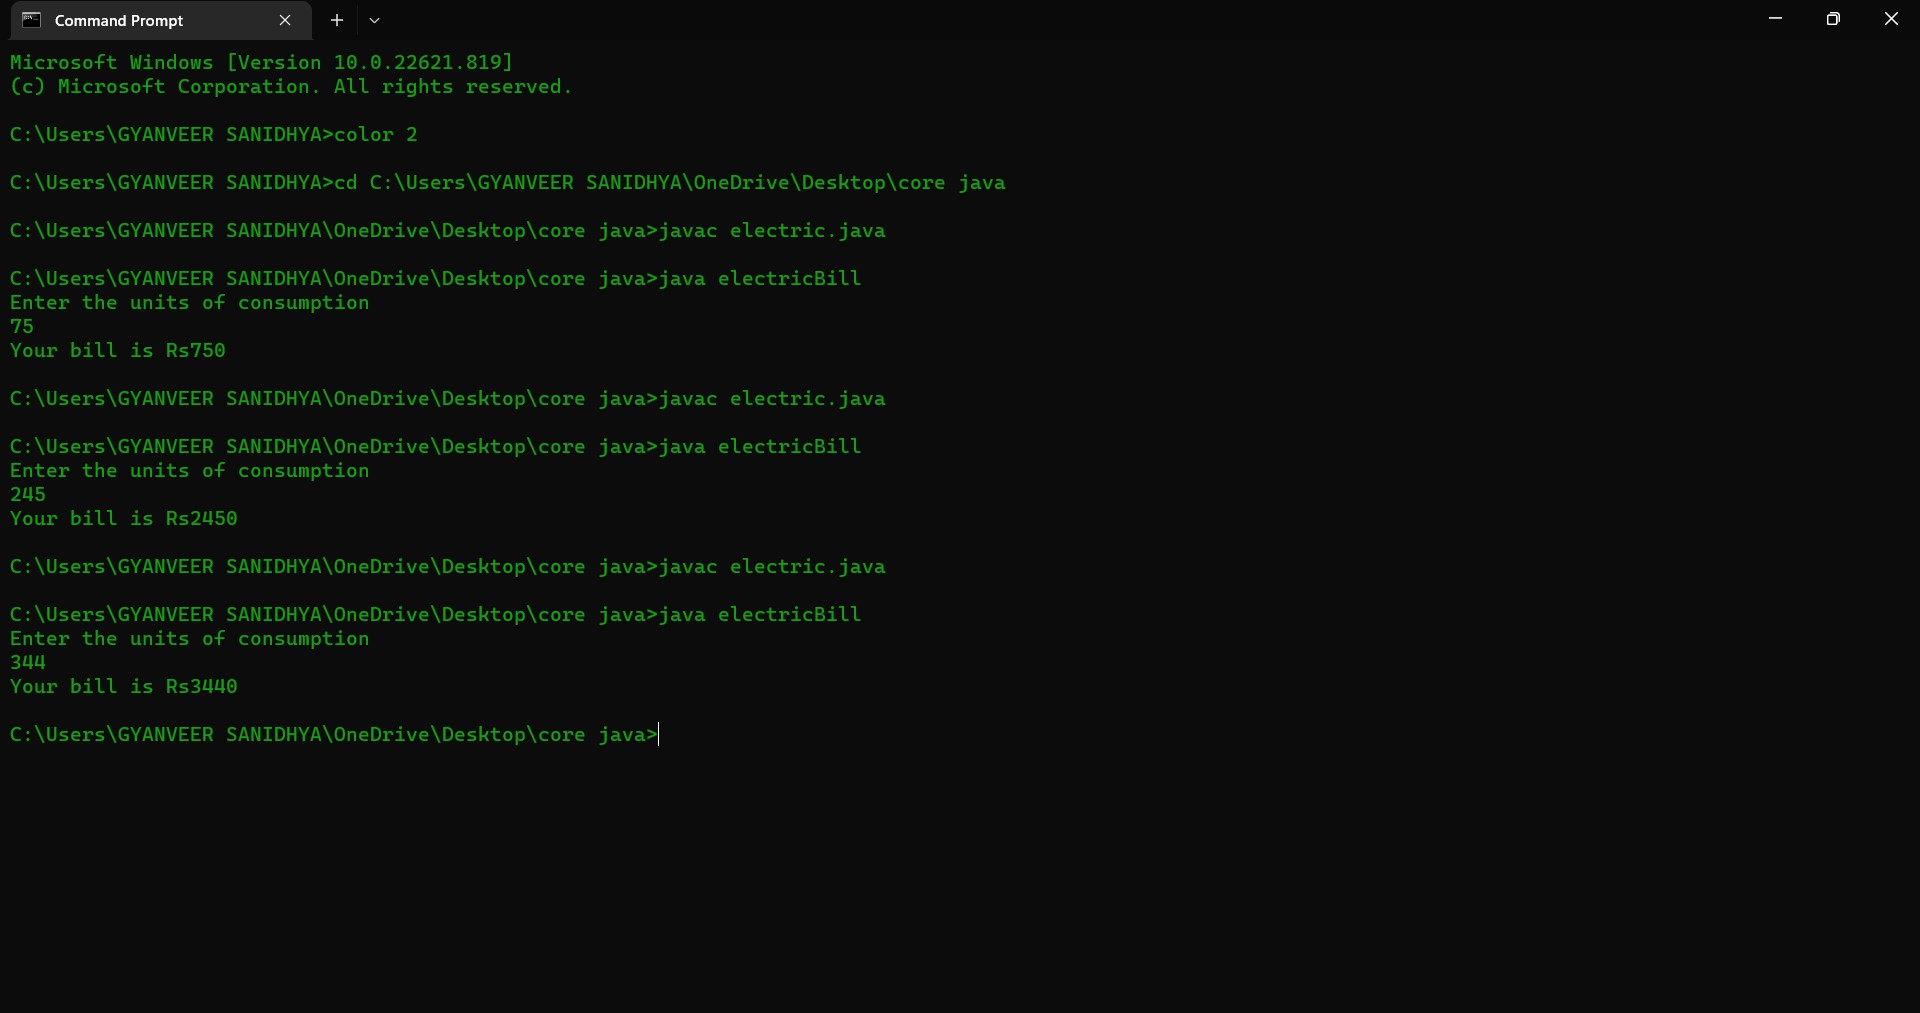 Command Prompt
Microsoft Windows [Version 10.0.22621.819]
(c) Microsoft Corporation. All rights reserved.
C:\Users\GYANVEER SANIDHYA>color 2
C:\Users\GYANVEER SANIDHYA>cd C:\Users\GYANVEER SANIDHYA\OneDrive\Desktop\core java
C:\Users\GYANVEER SANIDHYA\OneDrive\Desktop\core java>javac electric.java
C:\Users\GYANVEER SANIDHYA\OneDrive\Desktop\core java>java electricBill
Enter the units of consumption
75
Your bill is Rs750
C:\Users\GYANVEER SANIDHYA\OneDrive\Desktop\core java>javac electric.java
C:\Users\GYANVEER SANIDHYA\OneDrive\Desktop\core java>java electricBill
Enter the units of consumption
245
Your bill is Rs2450
C:\Users\GYANVEER SANIDHYA\OneDrive\Desktop\core java>javac electric.java
C:\Users\GYANVEER SANIDHYA\OneDrive\Desktop\core java>java electricBill
Enter the units of consumption
344
Your bill is Rs3440
C:\Users\GYANVEER SANIDHYA\OneDrive\Desktop\core java>